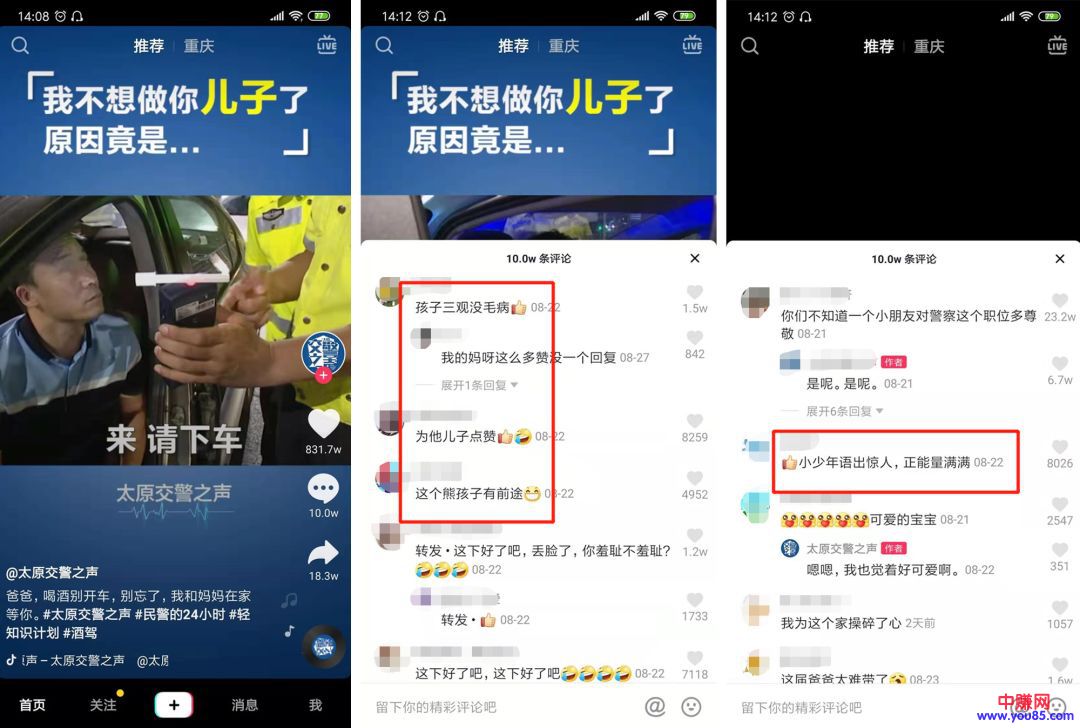 14:08
77
推荐
重庆
LIVE
「我不想做你儿子了
原因竟是...」
来 请下车
831.7w
太原交警之声
10.0w
18.3w
@太原交警之声
爸爸，喝酒别开车，别忘了，我和妈妈在家
等你。#太原交警之声 #民警的24小时 #轻
知识计划 #酒驾
声 – 太原交警之声 @太原
首页
关注
消息
我
14:12
79
推荐
重庆
LIVE
「我不想做你儿子了
原因竟是...」
10.0w 条评论
孩子三观没毛病👍 08-22
1.5w
我的妈呀这么多赞没一个回复 08-27
842
展开1条回复
为他儿子点赞👍🤣 08-22
8259
这个熊孩子有前途😁 08-22
4952
转发 • 这下好了吧，丢脸了，你羞耻不羞耻？
🤣🤣🤣 08-22
1.2w
转发 • 👍 08-22
1733
这下好了吧，这下好了吧🤣🤣🤣🤣 08-22
7118
留下你的精彩评论吧
@
14:12
79
推荐
重庆
LIVE
10.0w 条评论
你们不知道一个小朋友对警察这个职位多尊
敬 08-21
23.2w
作者
是呢。是呢。 08-21
6.7w
展开6条回复
👍小少年语出惊人，正能量满满 08-22
8026
可爱的宝宝 08-21
2547
太原交警之声 作者
嗯嗯，我也觉着好可爱啊。 08-22
351
我为这个家操碎了心 2天前
1057
这届爸爸太难带了 08-23
1.6w
留下你的精彩评论吧
中赚网
www.you85.com